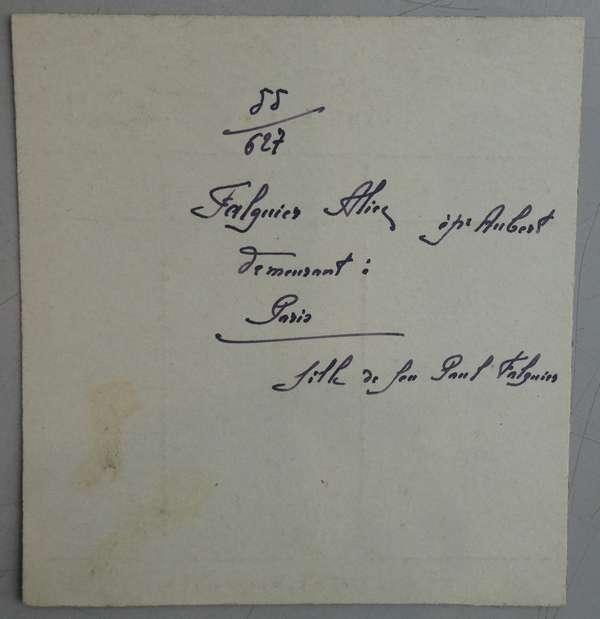 55
627
Falguier Alice ép: Aubert
demeurant à
Paris
fille de feu Paul Falguier